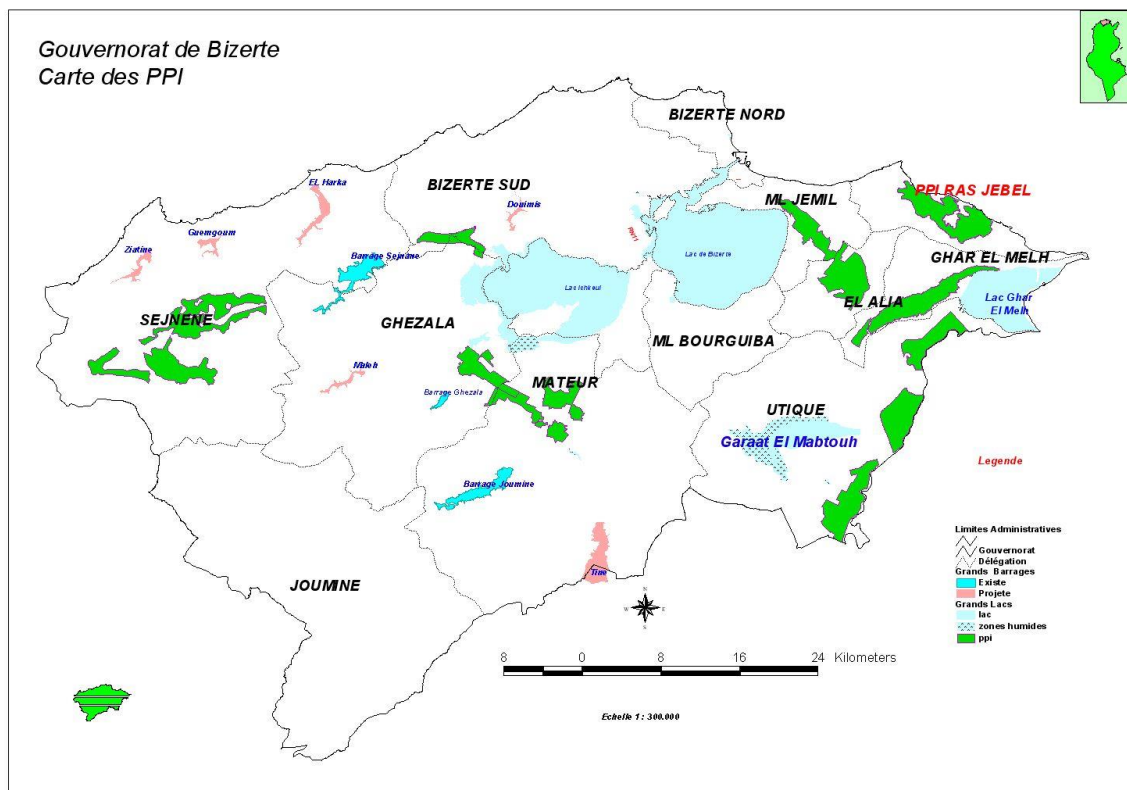 Gouvernorat de Bizerte
Carte des PPI
BIZERTE NORD
EL Harka
BIZERTE SUD
PPI RAS JEBEL
ML JEMIL
Douimis
Guemgoum
Ziatine
Barrage Sejnane
Lac de Bizerte
GHAR EL MELH
Lac Ichkeul
Lac Ghar
El Melh
EL ALIA
SEJNENE
GHEZALA
ML BOURGUIBA
Maleh
MATEUR
Barrage Ghezala
UTIQUE
Garaat El Mabtouh
Legende
Barrage Joumine
JOUMINE
Tine
Limites Administratives
Gouvernorat
Délégation
Grands Barrages
Existe
Projete
Grands Lacs
lac
zones humides
ppi
N
W E
S
8 0 8 16 24 Kilometers
Echelle 1 : 300.000